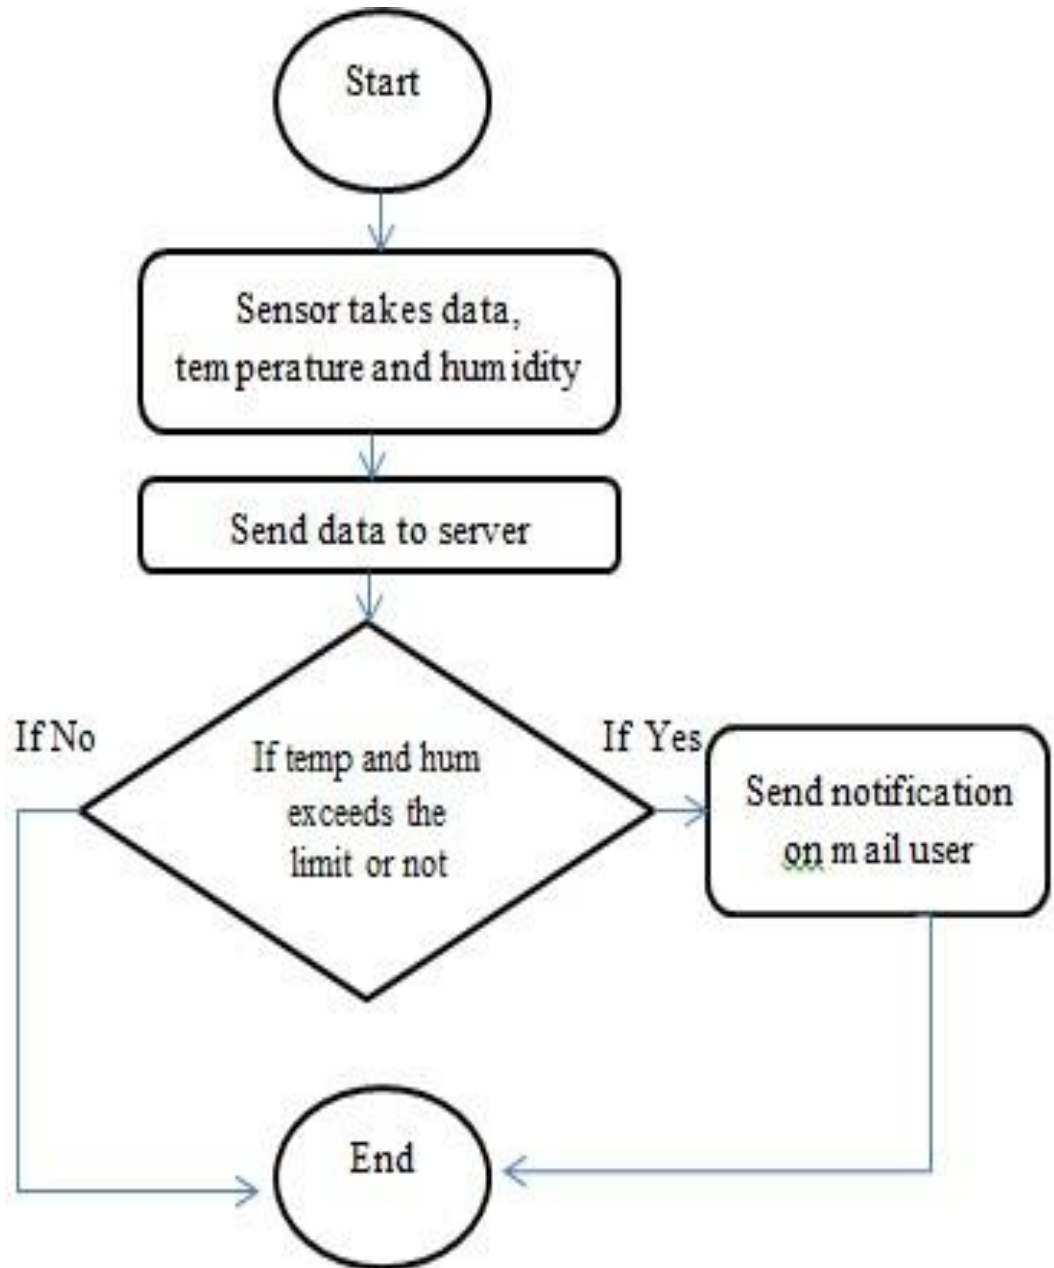 Start
Sensor takes data,
temperature and humidity
Send data to server
If No
If temp and hum
exceeds the
limit or not
If Yes
Send notification
on mail user
End